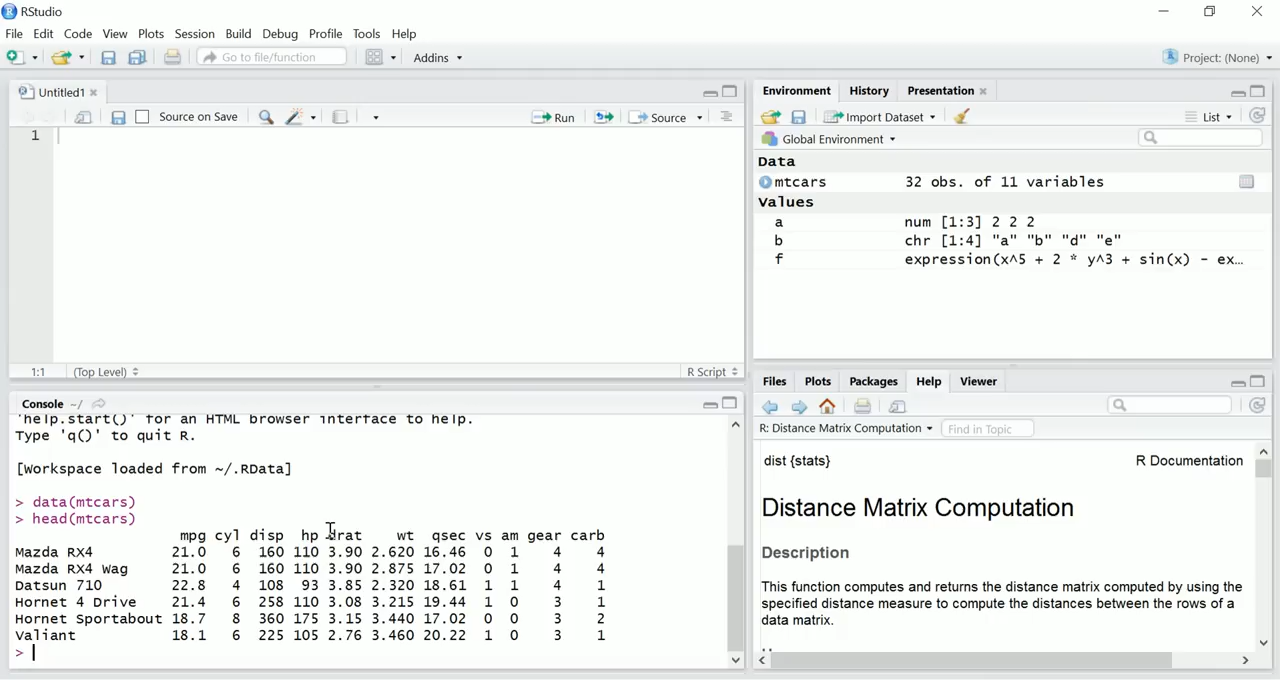 RStudio
File Edit Code View Plots Session Build Debug Profile Tools Help
Go to file/function Addins Project: (None)
Untitled1
Source on Save Run Source
1
1:1 (Top Level) R Script
Console ~/
'help.start()' for an HTML browser interface to help.
Type 'q()' to quit R.
[Workspace loaded from ~/.RData]
> data(mtcars)
> head(mtcars)
mpg cyl disp hp drat wt qsec vs am gear carb
Mazda RX4 21.0 6 160 110 3.90 2.620 16.46 0 1 4 4
Mazda RX4 Wag 21.0 6 160 110 3.90 2.875 17.02 0 1 4 4
Datsun 710 22.8 4 108 93 3.85 2.320 18.61 1 1 4 1
Hornet 4 Drive 21.4 6 258 110 3.08 3.215 19.44 1 0 3 1
Hornet Sportabout 18.7 8 360 175 3.15 3.440 17.02 0 0 3 2
Valiant 18.1 6 225 105 2.76 3.460 20.22 1 0 3 1
>
Environment History Presentation
Import Dataset List
Global Environment
Data
mtcars 32 obs. of 11 variables
Values
a num [1:3] 2 2 2
b chr [1:4] "a" "b" "d" "e"
f expression(x^5 + 2 * y^3 + sin(x) - ex…
Files Plots Packages Help Viewer
R: Distance Matrix Computation Find in Topic
dist {stats} R Documentation
Distance Matrix Computation
Description
This function computes and returns the distance matrix computed by using the
specified distance measure to compute the distances between the rows of a
data matrix.